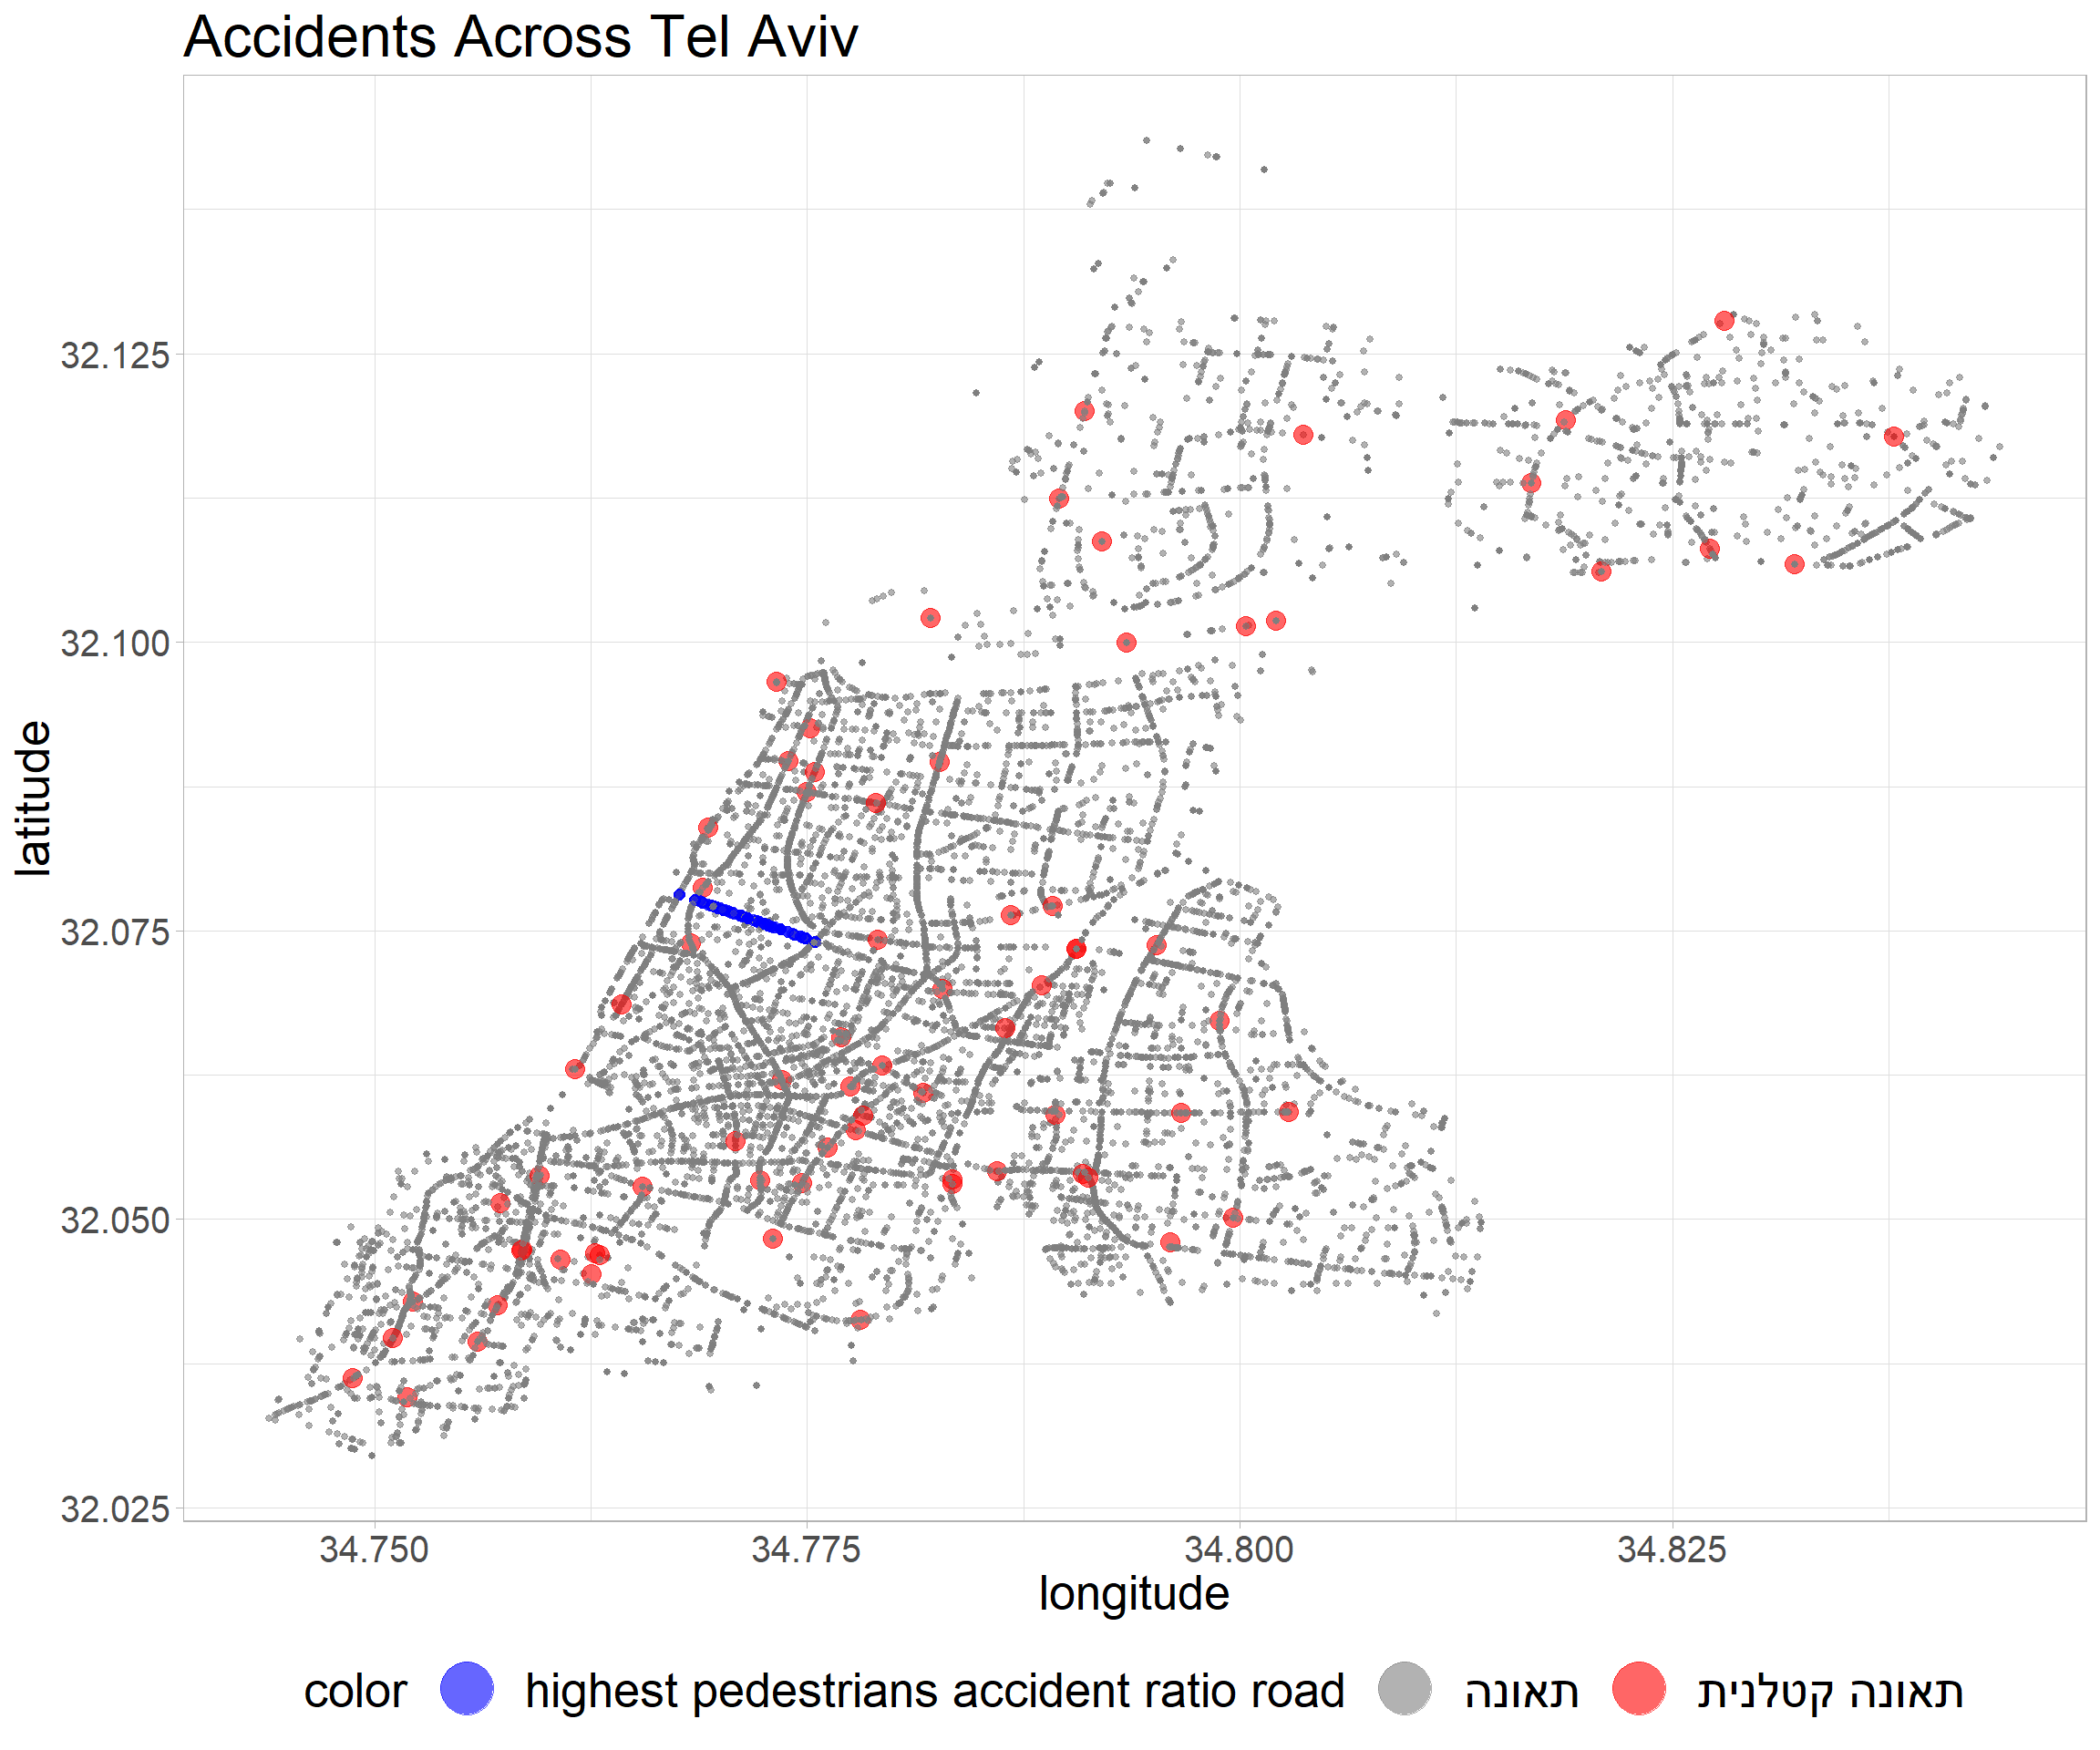 Accidents Across Tel Aviv
latitude
32.125
32.100
32.075
32.050
32.025
34.750 34.775 34.800 34.825
longitude
color highest pedestrians accident ratio road תאונה תאונה קטלנית